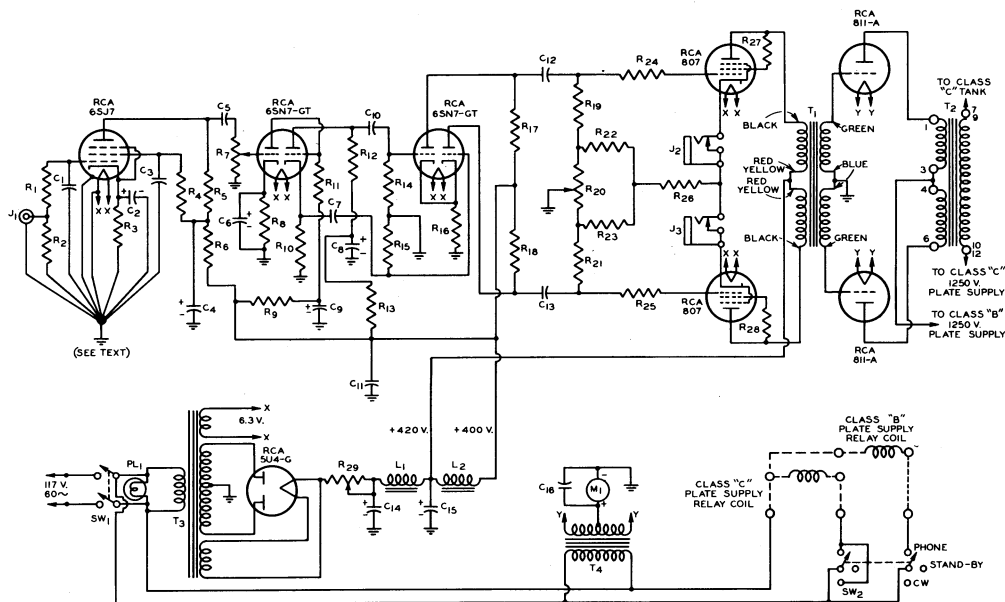 RCA
6SJ7
C5
RCA
6SN7-GT
C10
RCA
6SN7-GT
C12
R24
RCA
807
R27
RCA
811-A
TO CLASS
"C" TANK
T2
7
9
1
3
4
6
10
12
J1
R1
R2
C1
X X
C2
R3
C3
R4
R5
R6
R7
C6
R8
X X
R10
C7
R11
R12
C8
R14
R15
X X
R16
R17
R18
R19
R20
R21
R22
R23
R26
J2
J3
X X
X X
BLACK
T1
GREEN
RED
YELLOW
RED
YELLOW
BLUE
BLACK
GREEN
Y Y
Y Y
C4
R9
C9
R13
C11
C13
R25
RCA
807
R28
RCA
811-A
TO CLASS "C"
1250 V.
PLATE SUPPLY
TO CLASS "B"
1250 V.
PLATE SUPPLY
(SEE TEXT)
117 V.
60~
SW1
PL1
T3
X
6.3 V.
X
RCA
5U4-G
R29
C14
L1
+420 V.
C15
L2
+400 V.
C16
M1
-
+
Y Y
T4
CLASS "B"
PLATE SUPPLY
RELAY COIL
CLASS "C"
PLATE SUPPLY
RELAY COIL
PHONE
STAND-BY
CW
SW2